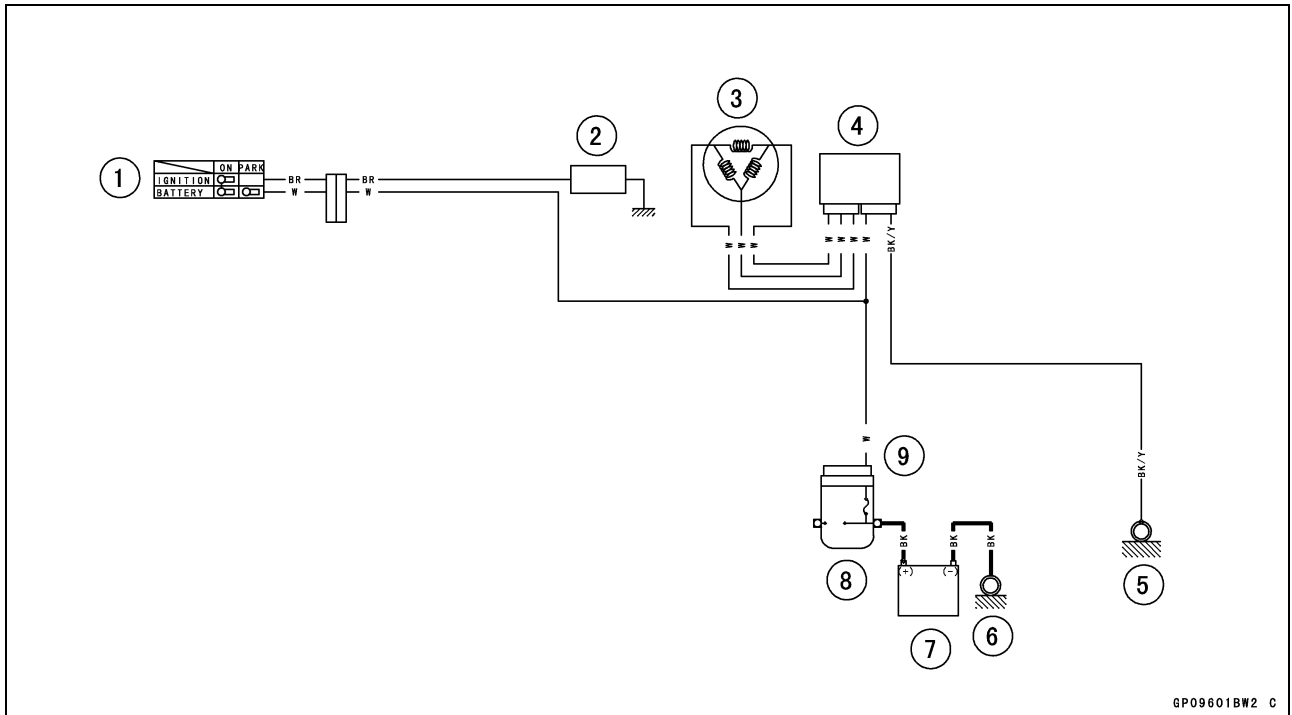 3
4
2
1
ON PARK
IGNITION
BATTERY
BR
W
BR
W
W W W
W W W W
BK/Y
W
9
BK/Y
BK
BK
BK
(+)
(-)
8
7
6
5
GP09601BW2 C